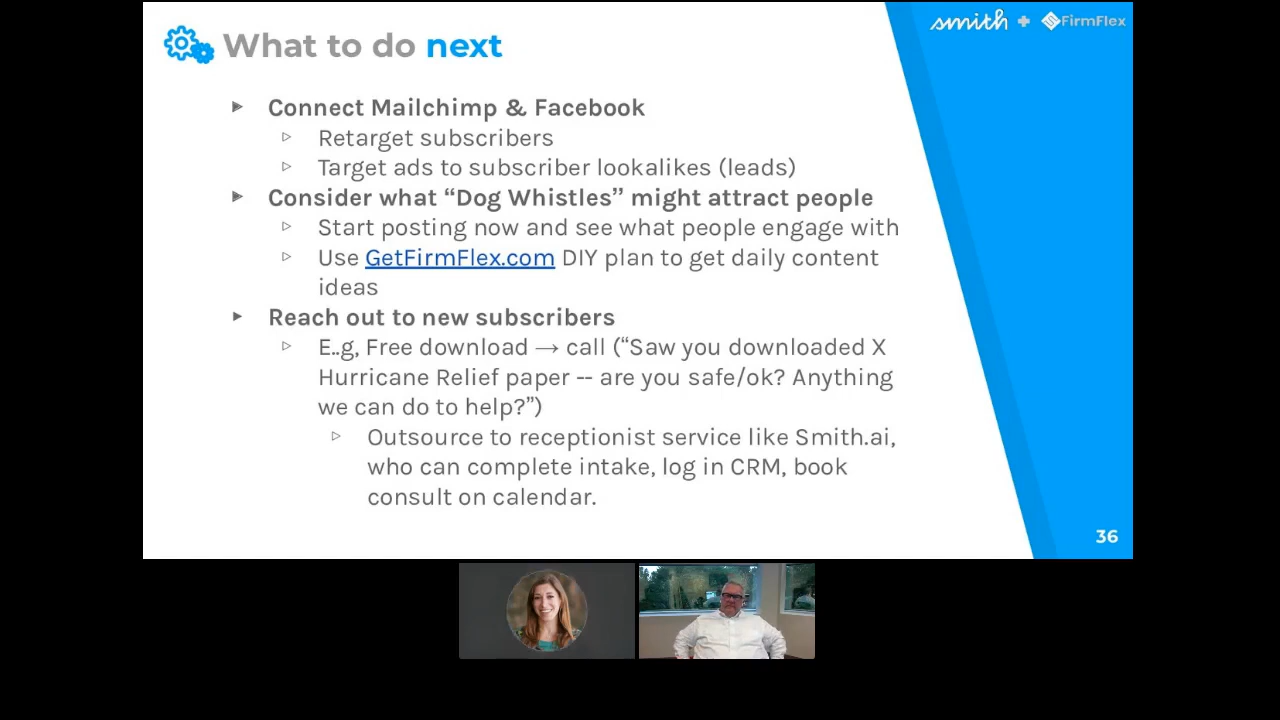 smith + FirmFlex
What to do next
Connect Mailchimp & Facebook
Retarget subscribers
Target ads to subscriber lookalikes (leads)
Consider what “Dog Whistles” might attract people
Start posting now and see what people engage with
Use GetFirmFlex.com DIY plan to get daily content
ideas
Reach out to new subscribers
E..g, Free download → call (“Saw you downloaded X
Hurricane Relief paper -- are you safe/ok? Anything
we can do to help?”)
Outsource to receptionist service like Smith.ai,
who can complete intake, log in CRM, book
consult on calendar.
36